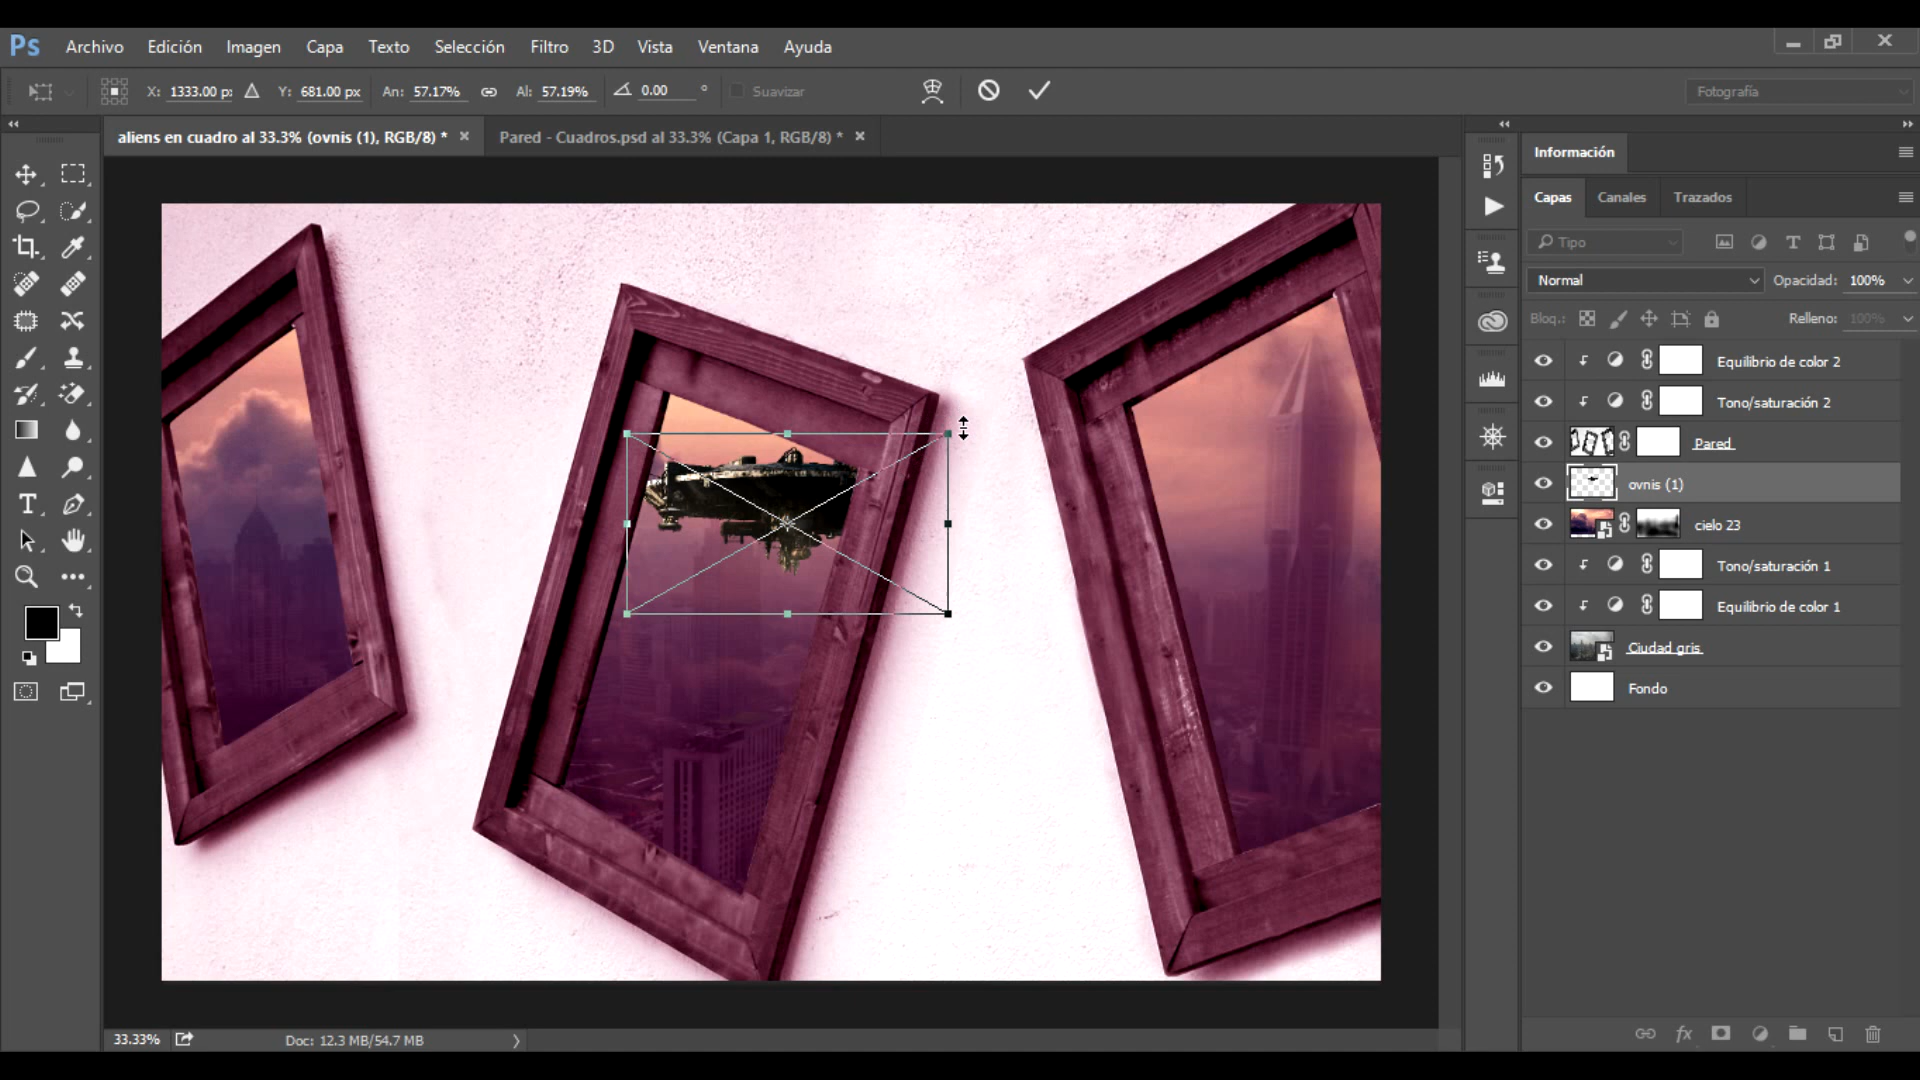 Ps Archivo Edición Imagen Capa Texto Selección Filtro 3D Vista Ventana Ayuda
X: 1333.00 p: Y: 681.00 px An: 57.17% Al: 57.19% 0.00 ° Suavizar Fotografía
aliens en cuadro al 33.3% (ovnis (1), RGB/8) * Pared - Cuadros.psd al 33.3% (Capa 1, RGB/8) *
Información
Capas Canales Trazados
Tipo
Normal Opacidad: 100%
Bloq.: Relleno: 100%
Equilibrio de color 2
Tono/saturación 2
Pared
ovnis (1)
cielo 23
Tono/saturación 1
Equilibrio de color 1
Ciudad gris
Fondo
33.33% Doc: 12.3 MB/54.7 MB
fx